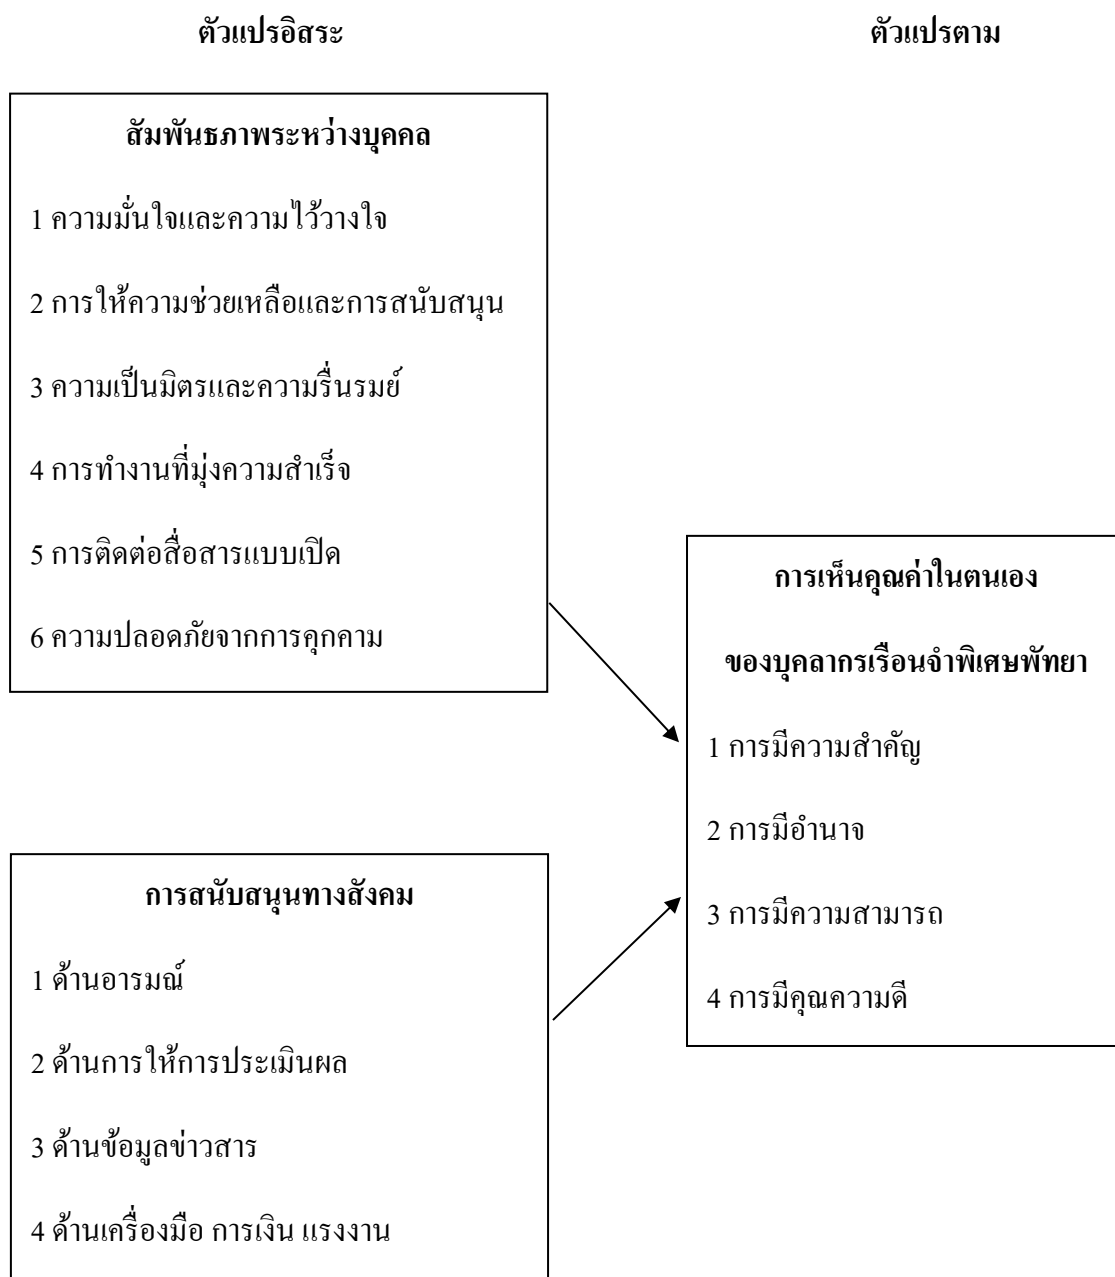 ตัวแปรอิสระ
ตัวแปรตาม
สัมพันธภาพระหว่างบุคคล
1 ความมั่นใจและความไว้วางใจ
2 การให้ความช่วยเหลือและการสนับสนุน
3 ความเป็นมิตรและความรื่นรมย์
4 การทำงานที่มุ่งความสำเร็จ
5 การติดต่อสื่อสารแบบเปิด
6 ความปลอดภัยจากการคุกคาม
การสนับสนุนทางสังคม
1 ด้านอารมณ์
2 ด้านการให้การประเมินผล
3 ด้านข้อมูลข่าวสาร
4 ด้านเครื่องมือ การเงิน แรงงาน
การเห็นคุณค่าในตนเอง
ของบุคลากรเรือนจำพิเศษพัทยา
1 การมีความสำคัญ
2 การมีอำนาจ
3 การมีความสามารถ
4 การมีคุณความดี